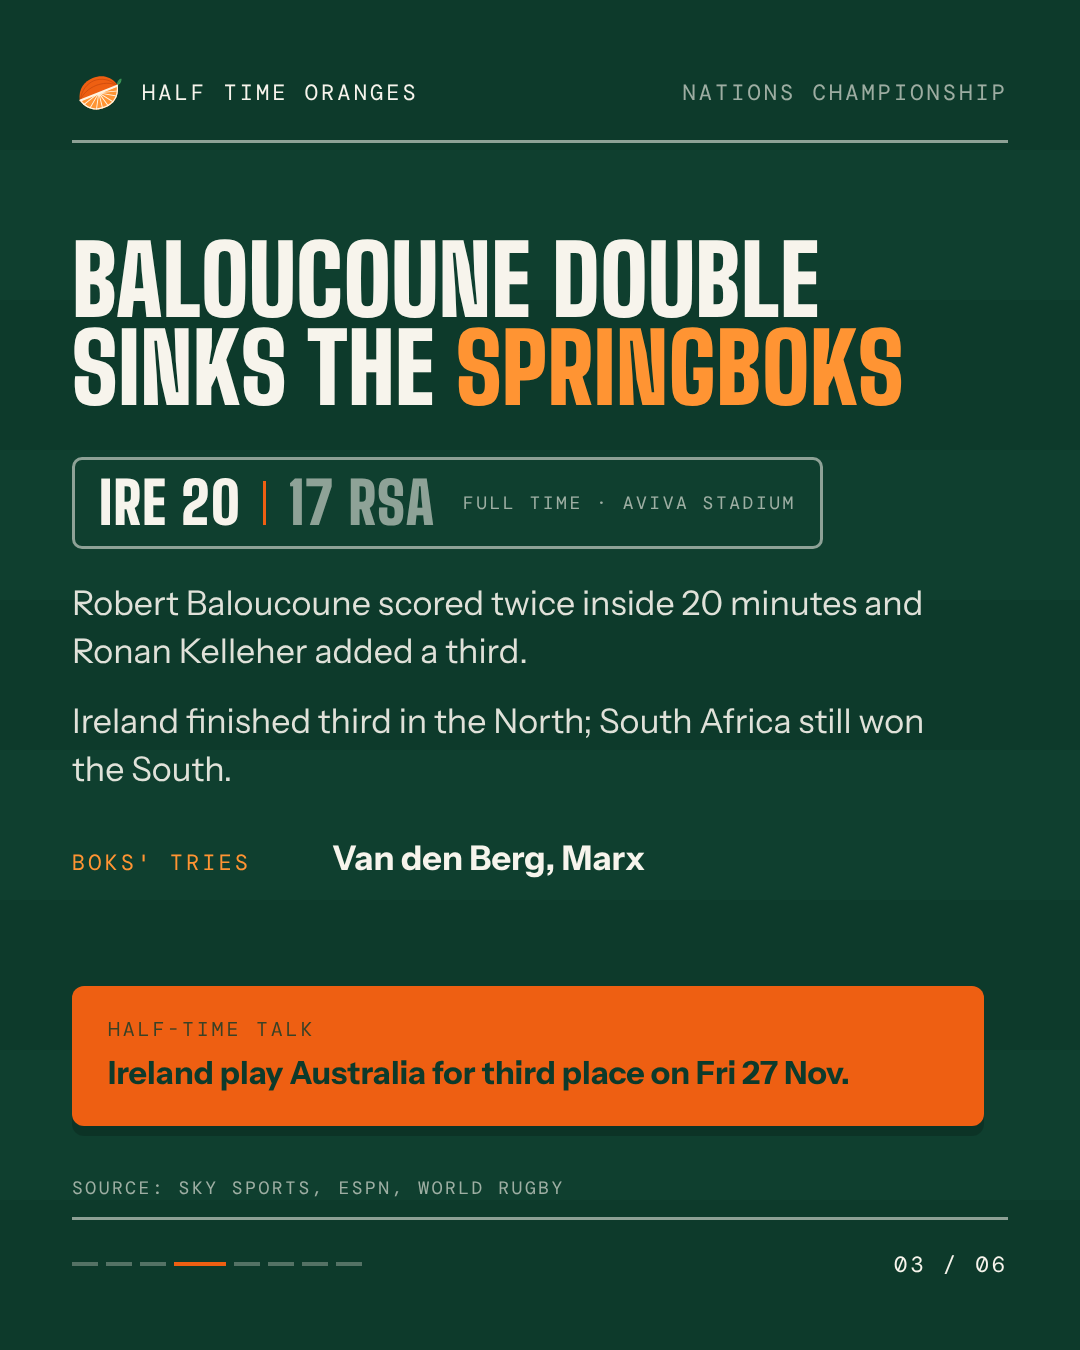 HALF TIME ORANGES
NATIONS CHAMPIONSHIP
BALOUCOUNE DOUBLE
SINKS THE SPRINGBOKS
IRE 20 | 17 RSA FULL TIME · AVIVA STADIUM
Robert Baloucoune scored twice inside 20 minutes and
Ronan Kelleher added a third.
Ireland finished third in the North; South Africa still won
the South.
BOKS' TRIES Van den Berg, Marx
HALF-TIME TALK
Ireland play Australia for third place on Fri 27 Nov.
SOURCE: SKY SPORTS, ESPN, WORLD RUGBY
03 / 06